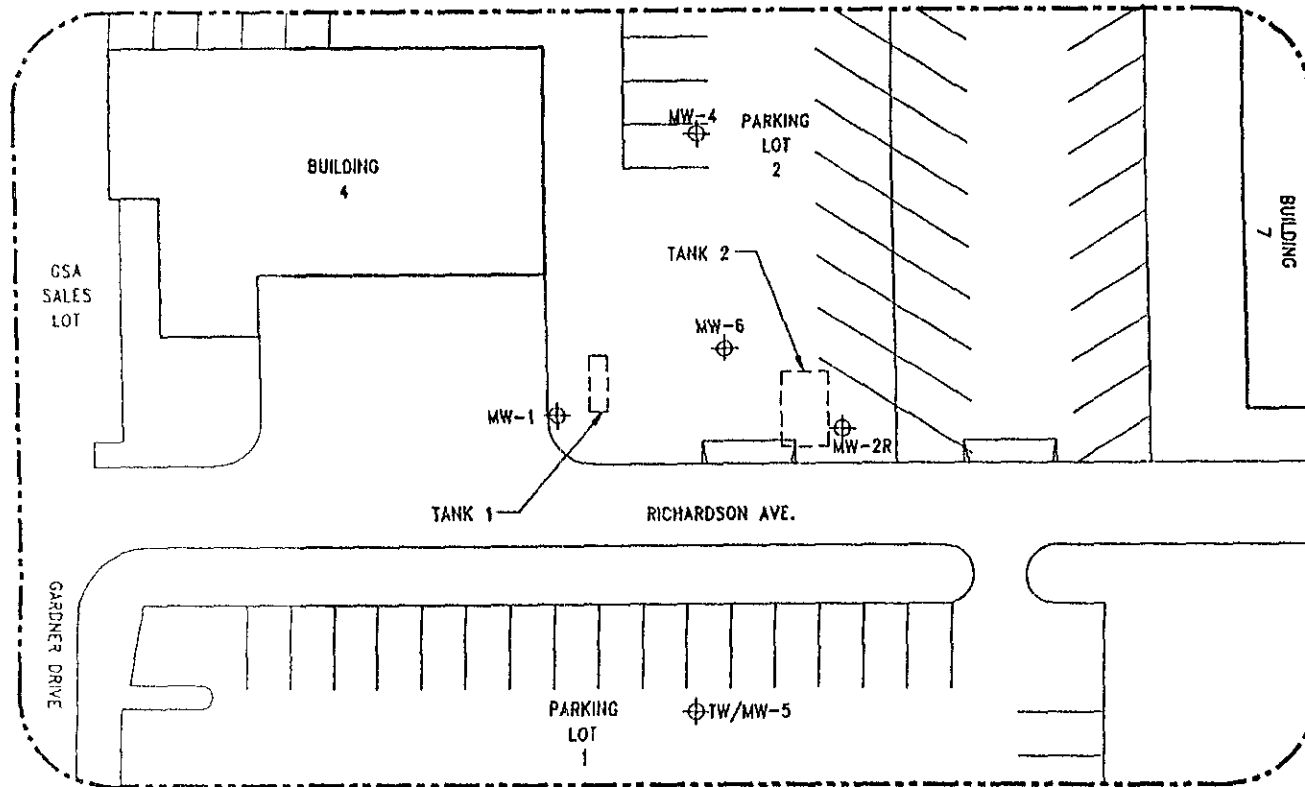 MW-4
PARKING
LOT
2
BUILDING
4
BUILDING
7
TANK 2
GSA
SALES
LOT
MW-6
MW-1
MW-2R
TANK 1
RICHARDSON AVE.
GARDNER DRIVE
PARKING
LOT
1
TW/MW-5